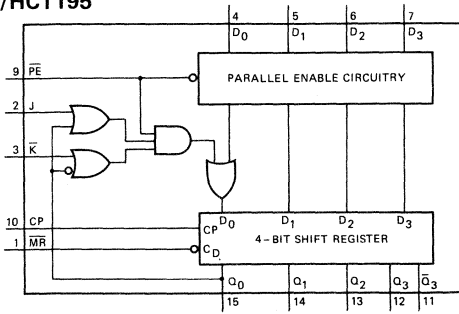 /HCT195
4 5 6 7
D0 D1 D2 D3
9 P̅E̅
PARALLEL ENABLE CIRCUITRY
2 J
3 K̅
10 CP
1 M̅R̅
CP D0 D1 D2 D3
4-BIT SHIFT REGISTER
CD
Q0 Q1 Q2 Q3 Q̅3
15 14 13 12 11